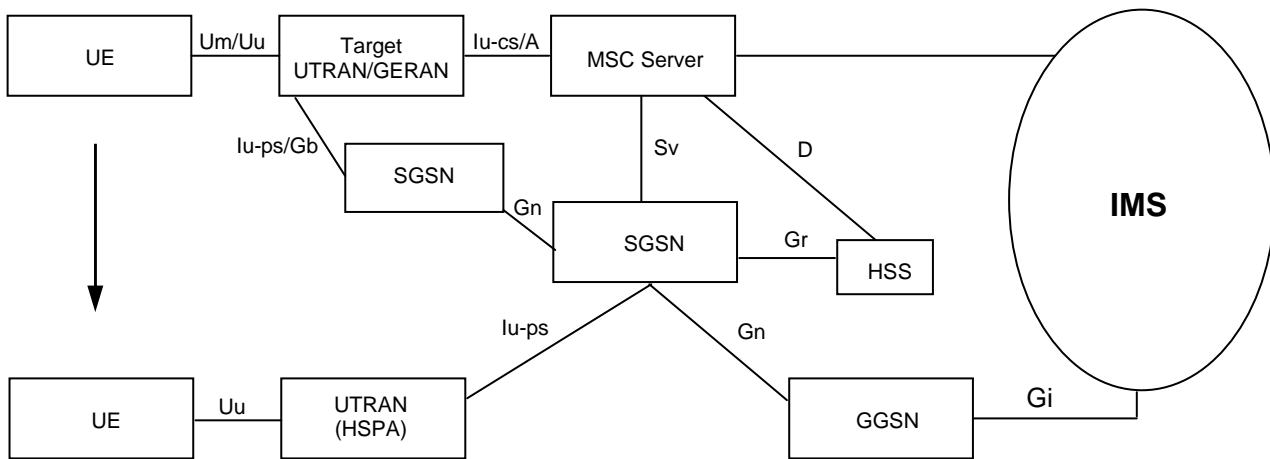 UE
Um/Uu
Target
UTRAN/GERAN
Iu-cs/A
MSC Server
Iu-ps/Gb
SGSN
Gn
Sv
D
IMS
SGSN
Gr
HSS
Iu-ps
Gn
UE
Uu
UTRAN
(HSPA)
GGSN
Gi